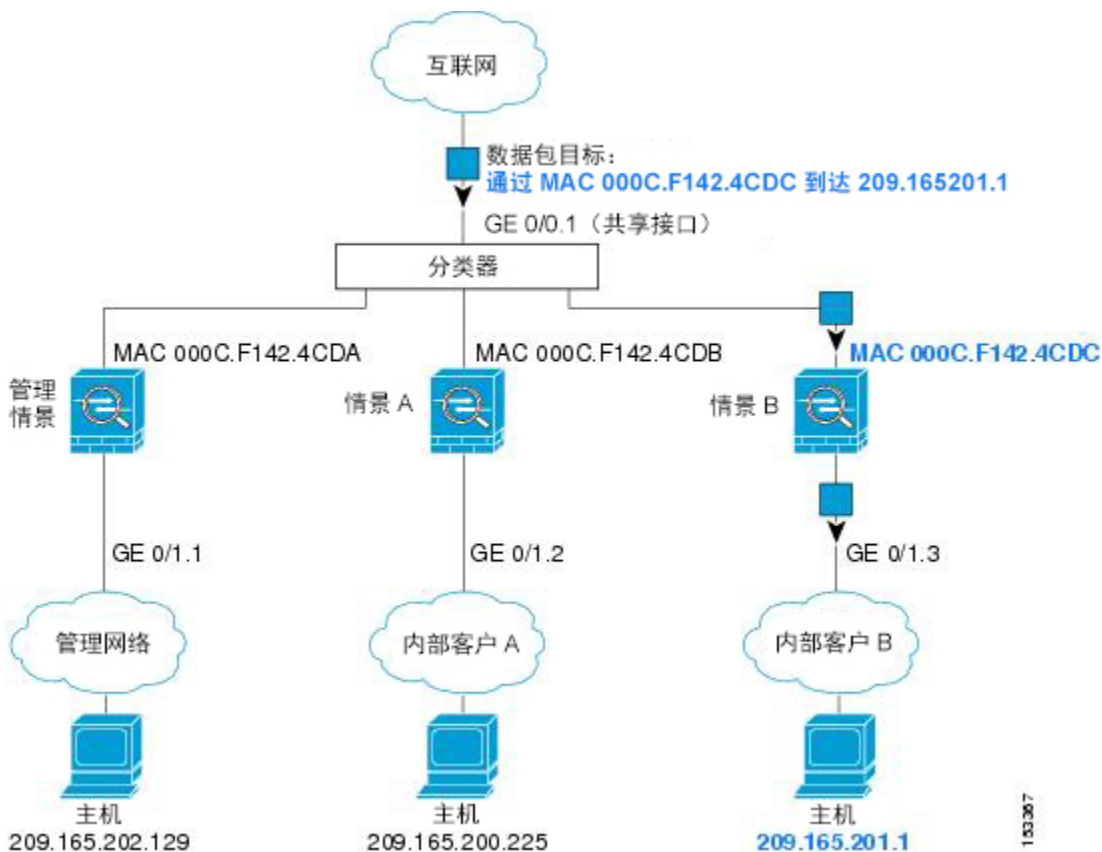 互联网
数据包目标：
通过 MAC 000C.F142.4CDC 到达 209.165201.1
GE 0/0.1（共享接口）
分类器
MAC 000C.F142.4CDA
MAC 000C.F142.4CDB
MAC 000C.F142.4CDC
管理
情景
情景 A
情景 B
GE 0/1.1
GE 0/1.2
GE 0/1.3
管理网络
内部客户 A
内部客户 B
主机
209.165.202.129
主机
209.165.200.225
主机
209.165.201.1
153367